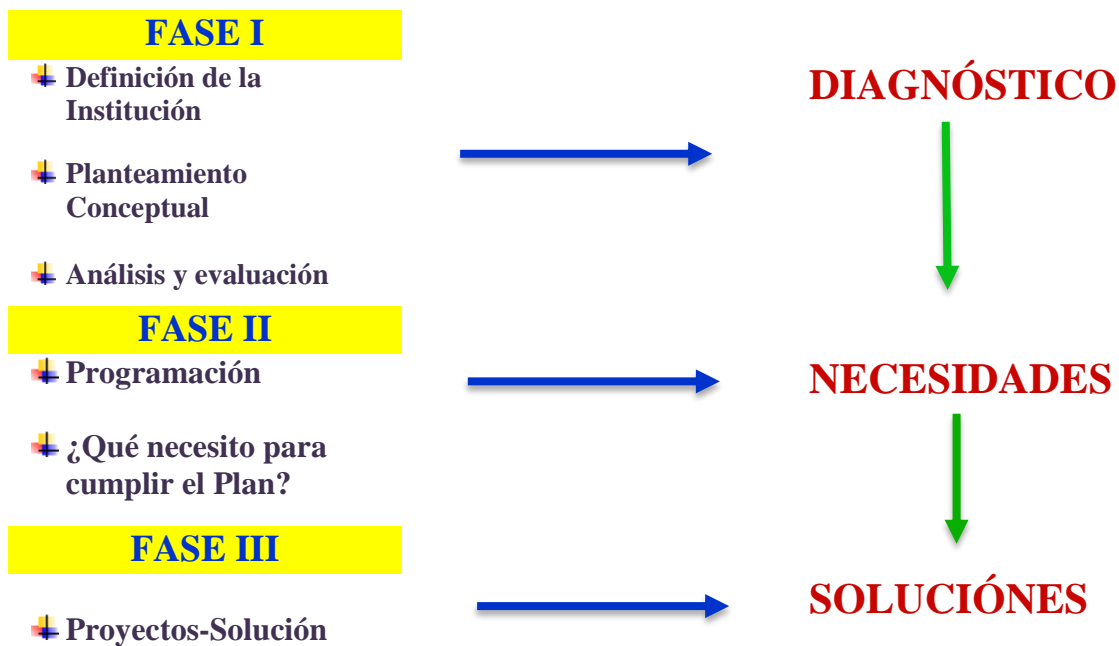 FASE I
Definición de la
Institución
DIAGNÓSTICO
Planteamiento
Conceptual
Análisis y evaluación
FASE II
Programación
NECESIDADES
¿Qué necesito para
cumplir el Plan?
FASE III
SOLUCIÓNES
Proyectos-Solución